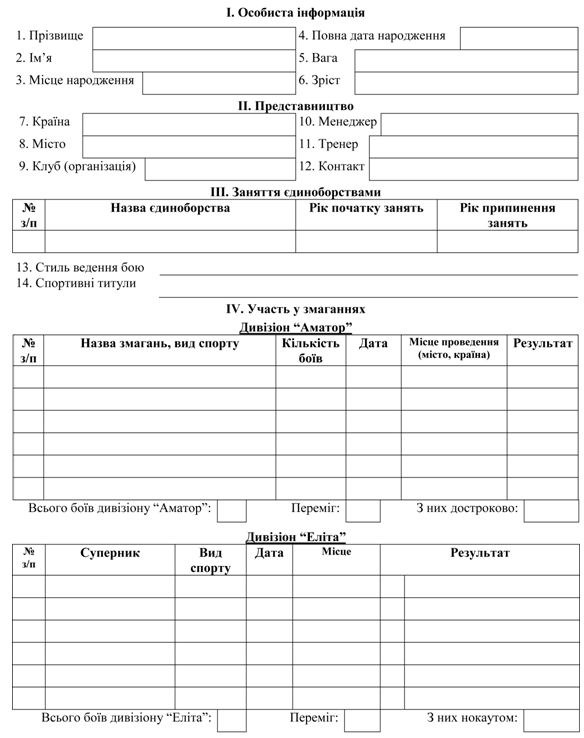 І. Особиста інформація
1. Прізвище
4. Повна дата народження
2. Ім’я
5. Вага
3. Місце народження
6. Зріст
ІІ. Представництво
7. Країна
10. Менеджер
8. Місто
11. Тренер
9. Клуб (організація)
12. Контакт
ІІІ. Заняття єдиноборствами
№ Назва єдиноборства Рік початку занять Рік припинення
з/п занять
13. Стиль ведення бою
14. Спортивні титули
IV. Участь у змаганнях
Дивізіон “Аматор”
№ Назва змагань, вид спорту Кількість Дата Місце проведення Результат
з/п боїв (місто, країна)
Всього боїв дивізіону “Аматор”: Переміг: З них достроково:
Дивізіон “Еліта”
№ Суперник Вид Дата Місце Результат
з/п спорту
Всього боїв дивізіону “Еліта”: Переміг: З них нокаутом: